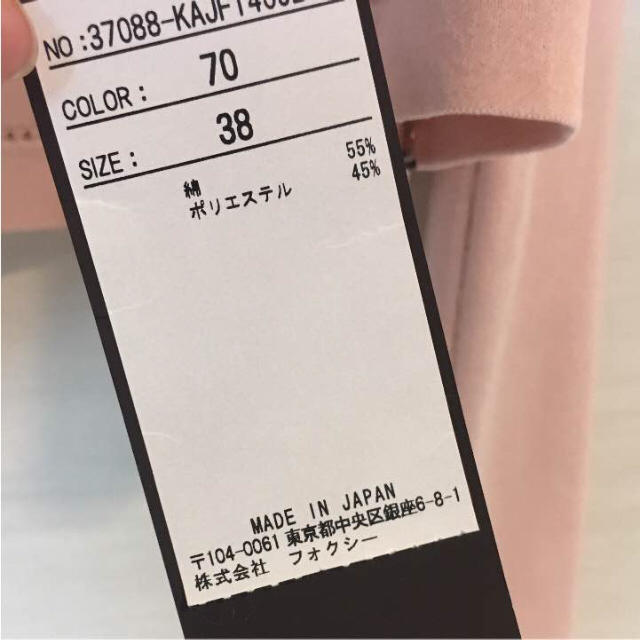 NO :37088-KAJF
COLOR : 70
SIZE : 38
綿 55%
ポリエステル 45%
MADE IN JAPAN
〒104-0061 東京都中央区銀座6-8-1
株式会社 フォクシー